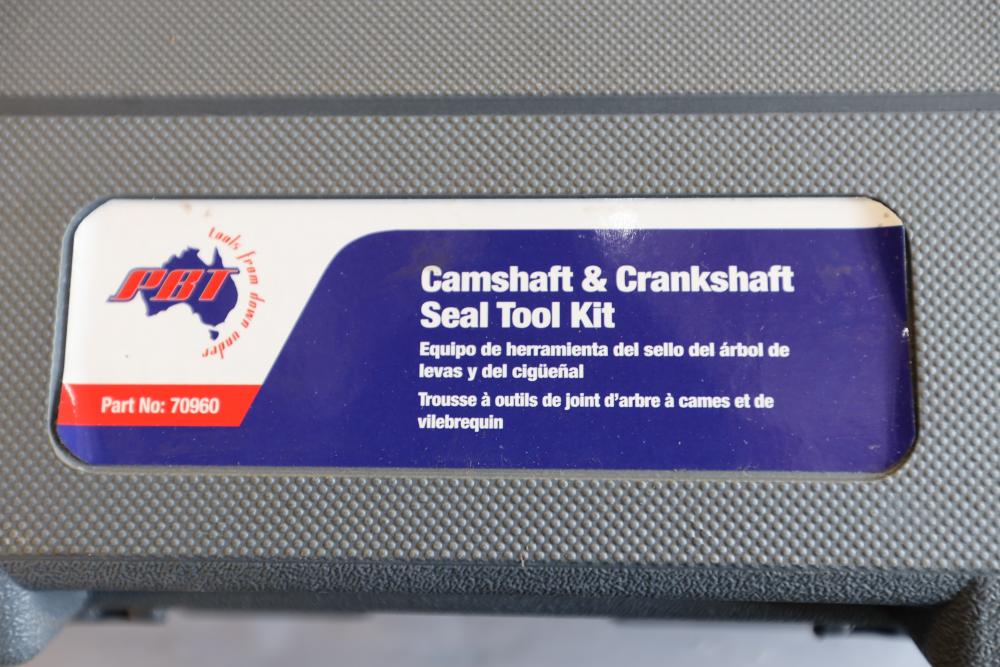 PBT
tools from down under
Part No: 70960
Camshaft & Crankshaft
Seal Tool Kit
Equipo de herramienta del sello del árbol de
levas y del cigüeñal
Trousse à outils de joint d'arbre à cames et de
vilebrequin